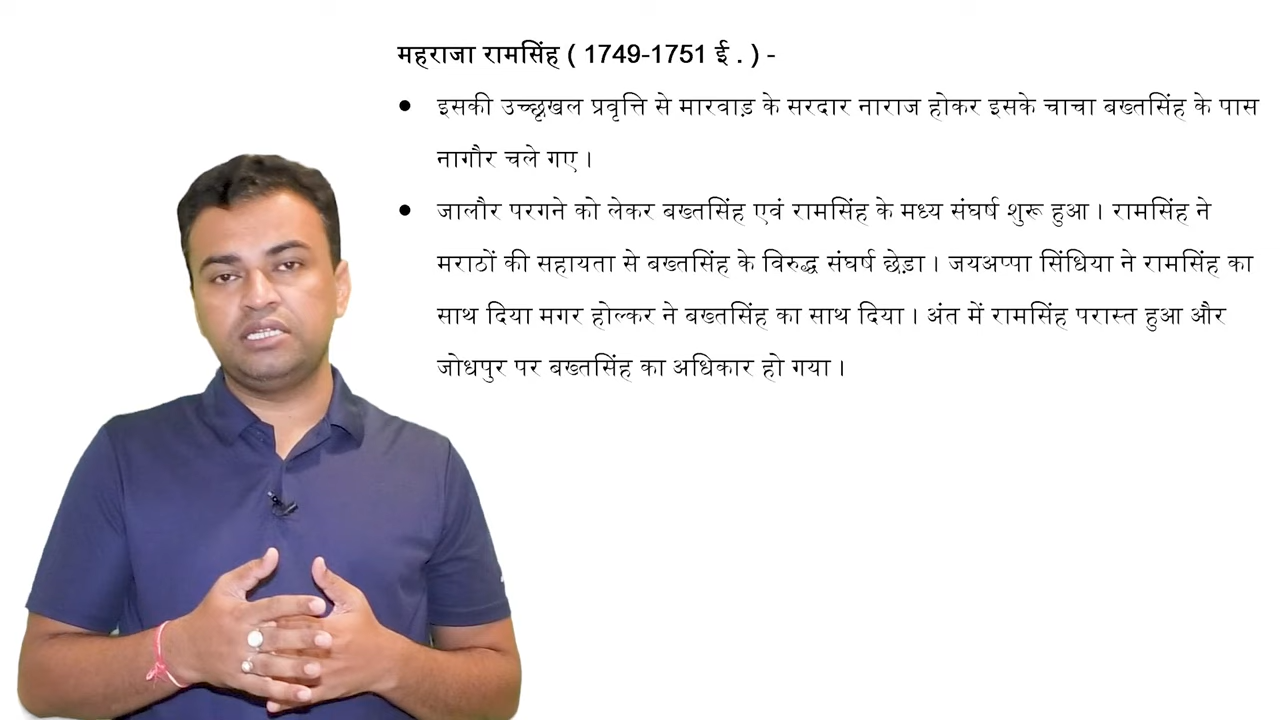 महराजा रामसिंह ( 1749-1751 ई . ) -
• इसकी उच्छृखल प्रवृत्ति से मारवाड़ के सरदार नाराज होकर इसके चाचा बख्तसिंह के पास
नागौर चले गए ।
• जालौर परगने को लेकर बख्तसिंह एवं रामसिंह के मध्य संघर्ष शुरू हुआ । रामसिंह ने
मराठों की सहायता से बख्तसिंह के विरुद्ध संघर्ष छेड़ा । जयअप्पा सिंधिया ने रामसिंह का
साथ दिया मगर होल्कर ने बख्तसिंह का साथ दिया । अंत में रामसिंह परास्त हुआ और
जोधपुर पर बख्तसिंह का अधिकार हो गया ।